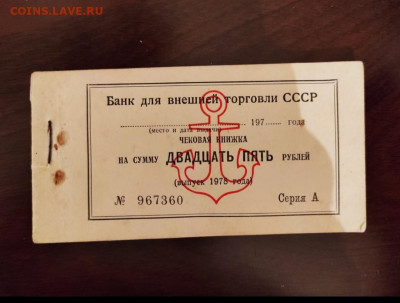 COINS.LAVE.RU
Банк для внешней торговли СССР
197 года
(место и дата выдачи)
ЧЕКОВАЯ КНИЖКА
НА СУММУ ДВАДЦАТЬ ПЯТЬ РУБЛЕЙ
(выпуск 1978 года)
№ 967360 Серия А